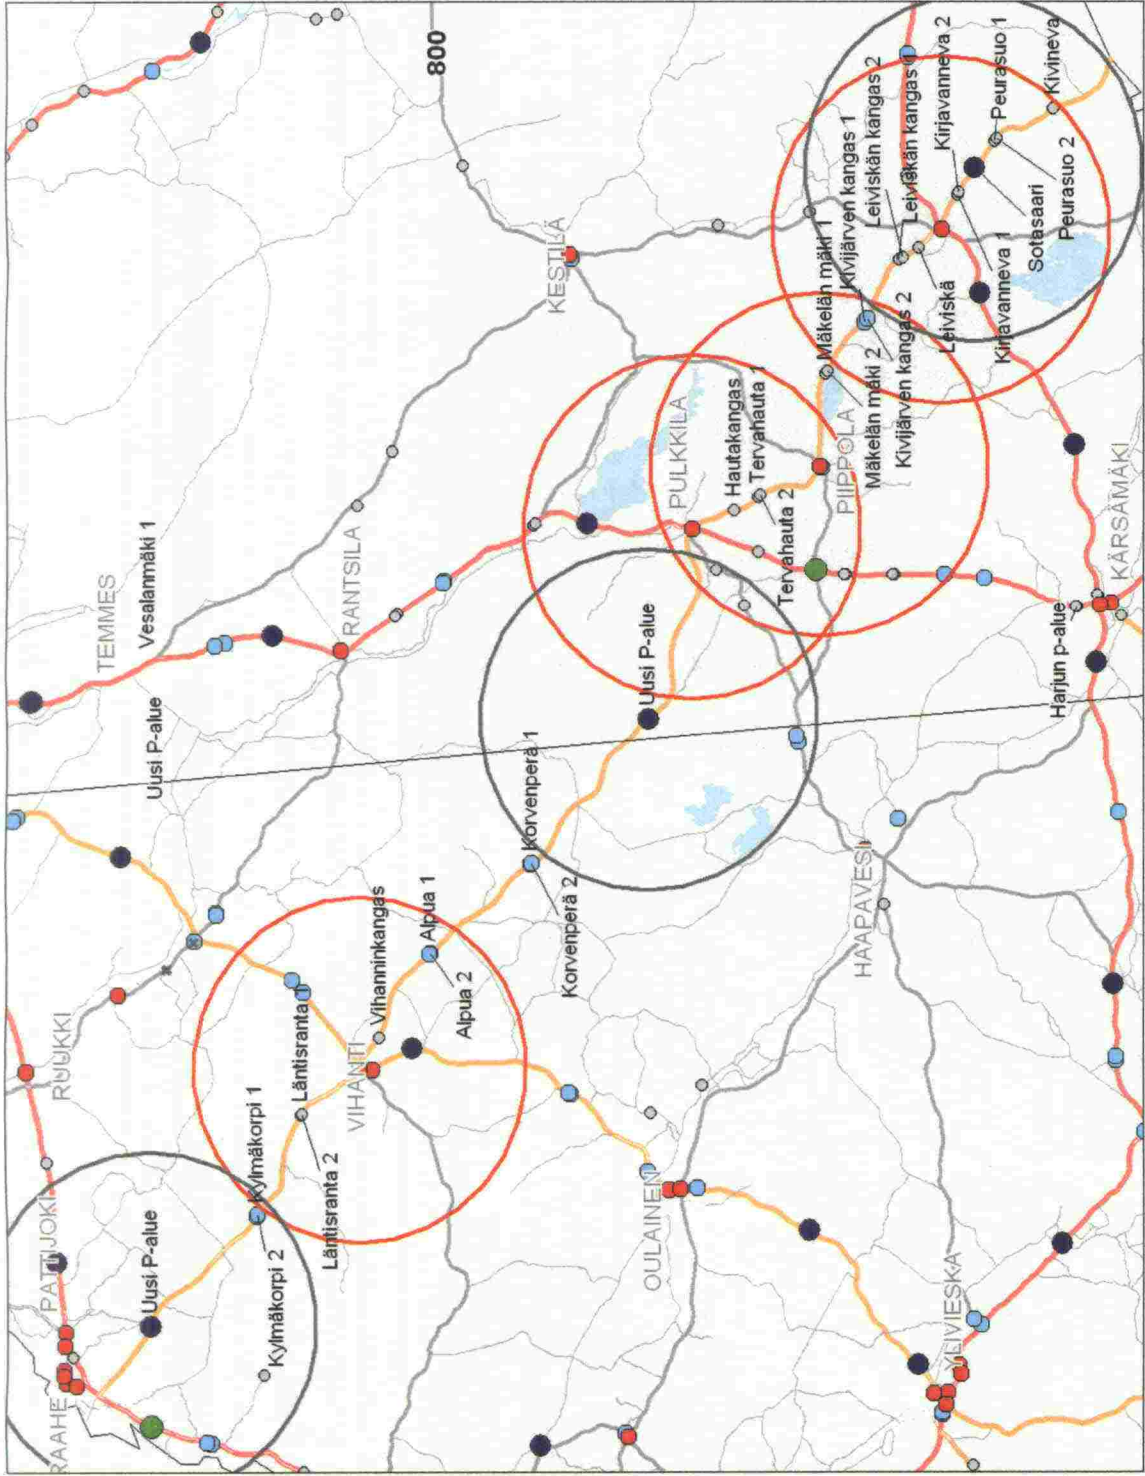 RAAHE
PATTIJOKI
RUUKKI
TEMMES
Uusi P-alue
Vesalanmäki 1
Uusi P-alue
Kylmäkorpi 1
Kylmäkorpi 2
Läntisranta 1
Läntisranta 2
VIHANTI
RANTSILA
Vihanninkangas
Alpua 1
800
Alpua 2
Korvenperä 1
KESTILÄ
Korvenperä 2
Uusi P-alue
OULAINEN
PULKKILA
Hautakangas
Tervahauta 1
Tervahauta 2
Mäkelän mäki 1
PIIPPOLA
Kivijärven kangas 1
HAAPAVESI
Mäkelän mäki 2
Leiviskän kangas 2
Kivijärven kangas 2
Leiviskän kangas 1
Kirjavanneva 2
Leiviskä
YLIVIESKA
Peurasuo 1
Kirjavanneva 1
Sotasaari
Kivineva
Harjun p-alue
Peurasuo 2
KÄRSÄMÄKI